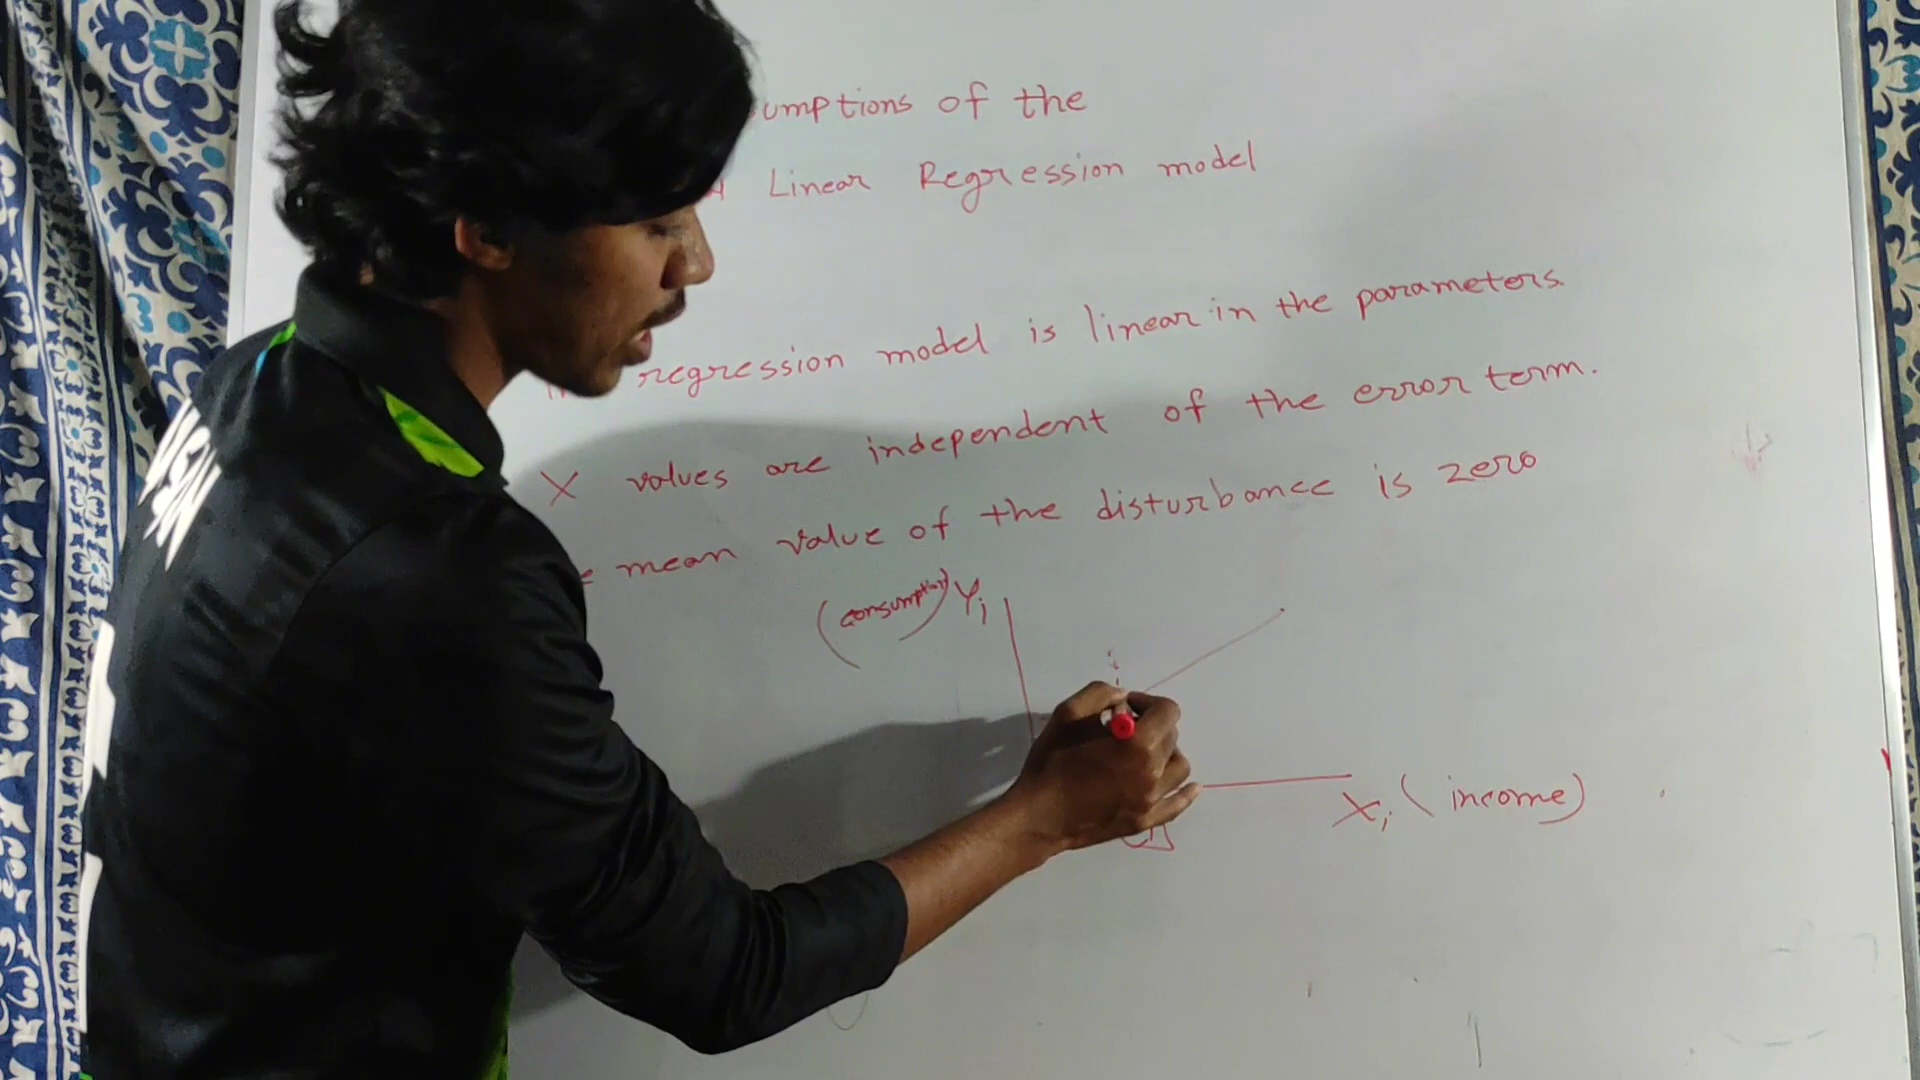 umptions of the
Linear Regression model
regression model is linear in the parameters.
X values are independent of the error term.
mean value of the disturbance is zero
(consumption) Yi
Xi (income)